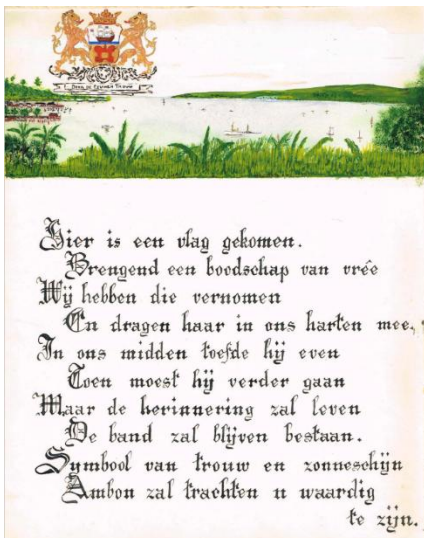 Hier is een vlag gekomen.
Brengend een boodschap van vrêe
Wij hebben die vernomen
En dragen haar in ons harten mee,
In ons midden toefde hij even
Toen moest hij verder gaan
Maar de herinnering zal leven
De band zal blijven bestaan.
Symbool van trouw en zonneschijn
Ambon zal trachten u waardig
te zijn.